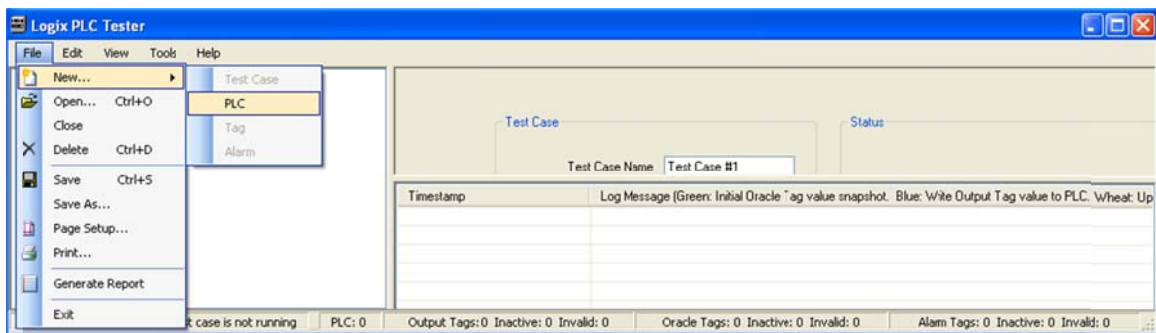 Logix PLC Tester
File Edit View Tools Help
New...
Open... Ctrl+O
Close
Delete Ctrl+D
Save Ctrl+S
Save As...
Page Setup...
Print...
Generate Report
Exit
Test Case
PLC
Tag
Alarm
Test Case
Test Case Name Test Case #1
Status
Timestamp Log Message (Green: Initial Oracle Tag value snapshot. Blue: Write Output Tag value to PLC. Wheat: Up
t case is not running PLC: 0 Output Tags: 0 Inactive: 0 Invalid: 0 Oracle Tags: 0 Inactive: 0 Invalid: 0 Alarm Tags: 0 Inactive: 0 Invalid: 0